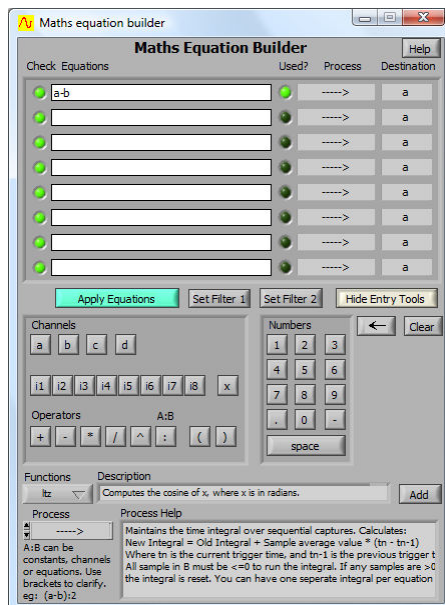 Maths equation builder
Maths Equation Builder Help
Check Equations Used? Process Destination
a-b -----> a
-----> a
-----> a
-----> a
-----> a
-----> a
-----> a
-----> a
Apply Equations Set Filter 1 Set Filter 2 Hide Entry Tools
Channels Numbers Clear
a b c d 1 2 3
4 5 6
i1 i2 i3 i4 i5 i6 i7 i8 x 7 8 9
Operators A:B . 0 -
+ - * / ^ : ( ) space
Functions Description
ltz Computes the cosine of x, where x is in radians. Add
Process Process Help
-----> Maintains the time integral over sequential captures. Calculates:
New Integral = Old Integral + Sample average value * (tn - tn-1)
A:B can be Where tn is the current trigger time, and tn-1 is the previous trigger t
constants, channels All sample in B must be <=0 to run the integral. If any samples are >0
or equations. Use the integral is reset. You can have one seperate integral per equation
brackets to clarify.
eg: (a-b):2